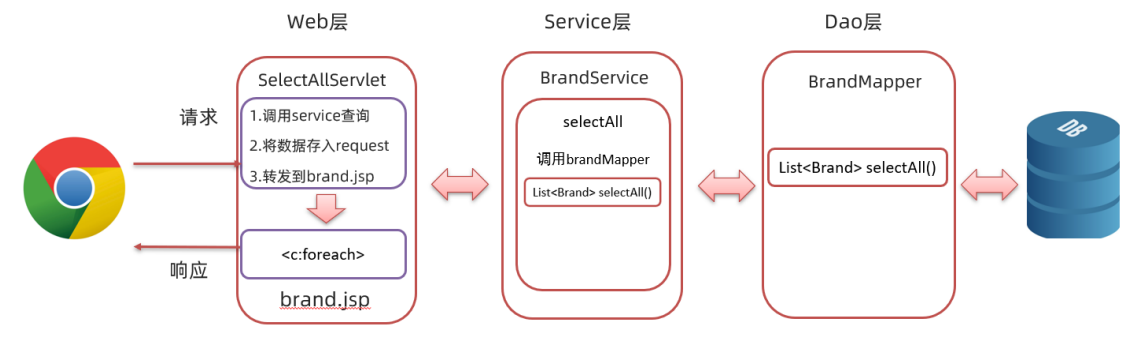 Web层
Service层
Dao层
SelectAllServlet
请求
1.调用service查询
2.将数据存入request
3.转发到brand.jsp
<c:foreach>
响应
brand.jsp
BrandService
selectAll
调用brandMapper
List<Brand> selectAll()
BrandMapper
List<Brand> selectAll()
DB